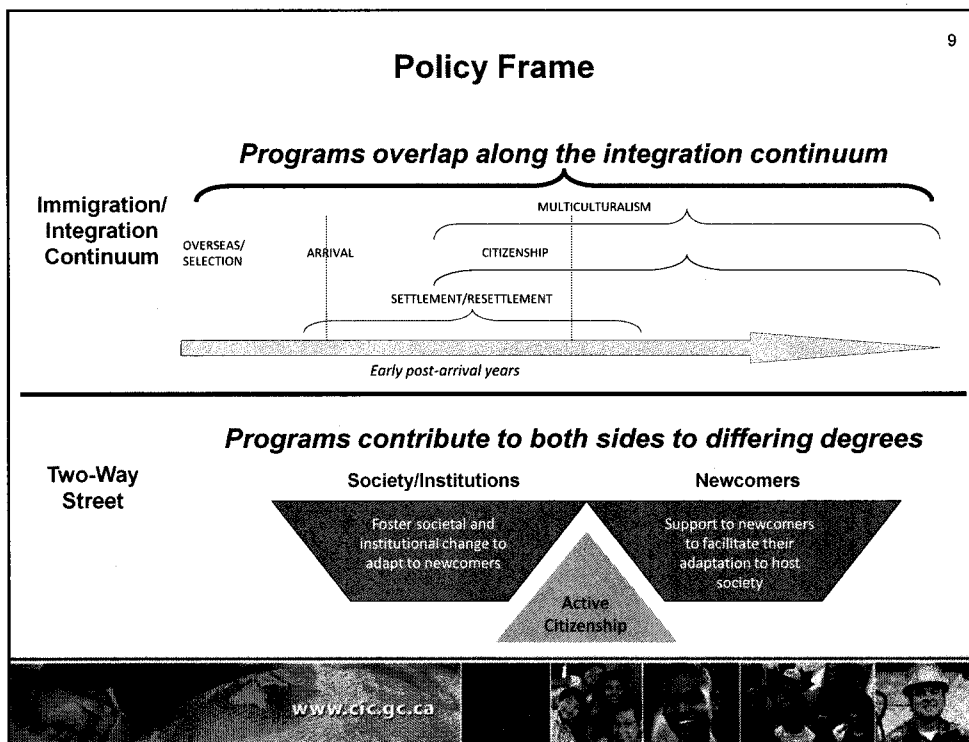 9
Policy Frame
Programs overlap along the integration continuum
Immigration/
Integration
Continuum
MULTICULTURALISM
OVERSEAS/
SELECTION
ARRIVAL
CITIZENSHIP
SETTLEMENT/RESETTLEMENT
Early post-arrival years
Programs contribute to both sides to differing degrees
Two-Way
Street
Society/Institutions
Newcomers
Foster societal and
institutional change to
adapt to newcomers
Support to newcomers
to facilitate their
adaptation to host
society
Active
Citizenship
www.cic.gc.ca